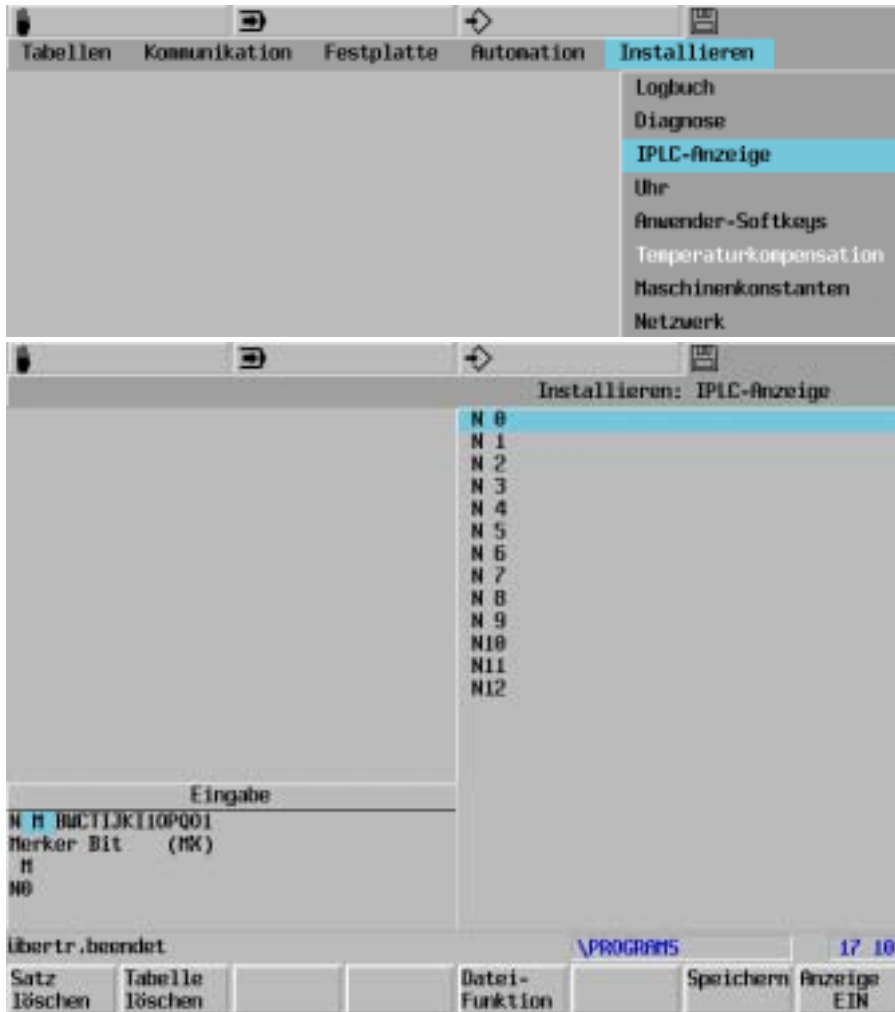 Tabellen Kommunikation Festplatte Automation Installieren
Logbuch
Diagnose
IPLC-Anzeige
Uhr
Anwender-Softkeys
Temperaturkompensation
Maschinenkonstanten
Netzwerk
Installieren: IPLC-Anzeige
N 0
N 1
N 2
N 3
N 4
N 5
N 6
N 7
N 8
N 9
N10
N11
N12
Eingabe
N M
Merker Bit (MX)
M
N0
übertr.beendet \PROGRAMS 17 10
Satz löschen
Tabelle löschen
Datei-Funktion
Speichern
Anzeige EIN